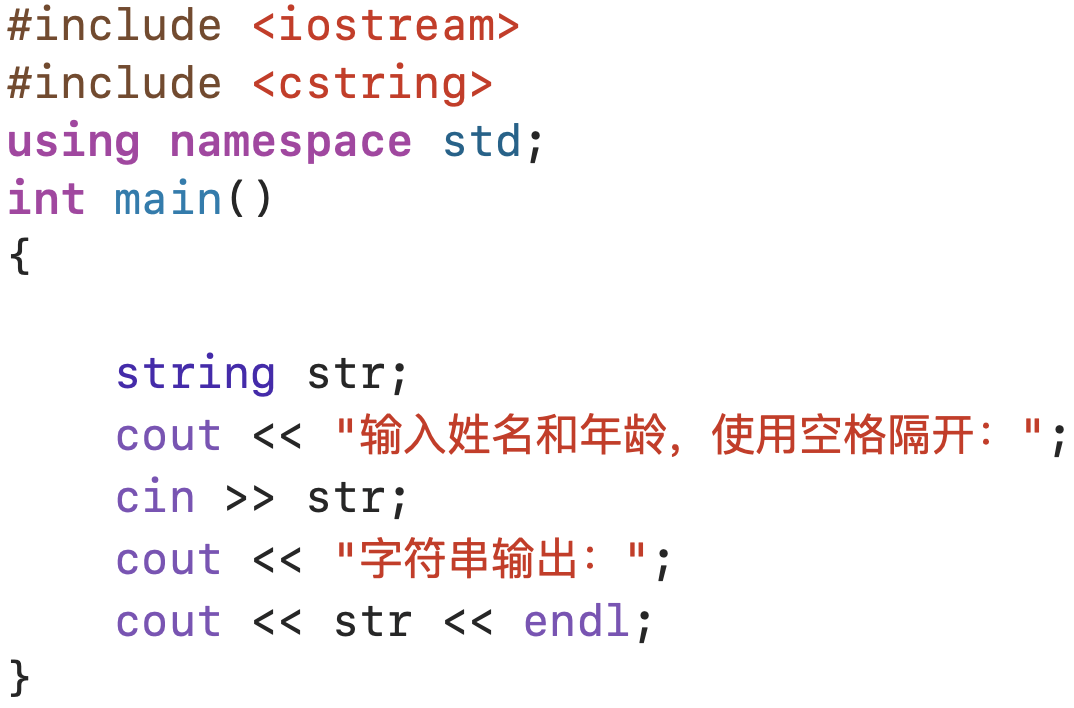 #include <iostream>
#include <cstring>
using namespace std;
int main()
{
    string str;
    cout << "输入姓名和年龄，使用空格隔开：";
    cin >> str;
    cout << "字符串输出：";
    cout << str << endl;
}